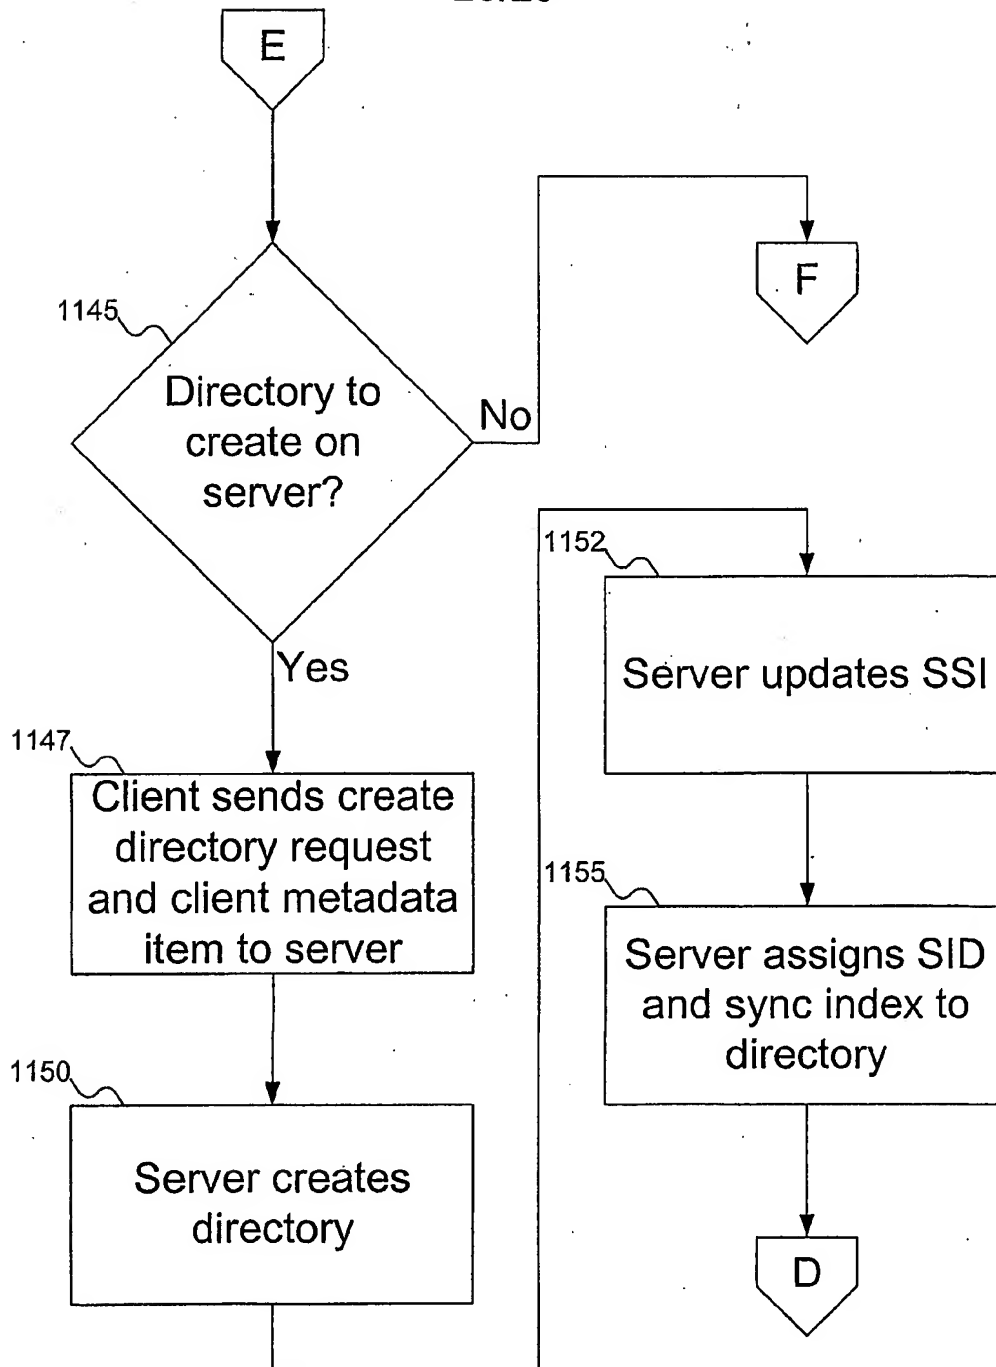 E
1145
Directory to
create on
server?
No
F
Yes
1147
Client sends create
directory request
and client metadata
item to server
1150
Server creates
directory
1152
Server updates SSI
1155
Server assigns SID
and sync index to
directory
D